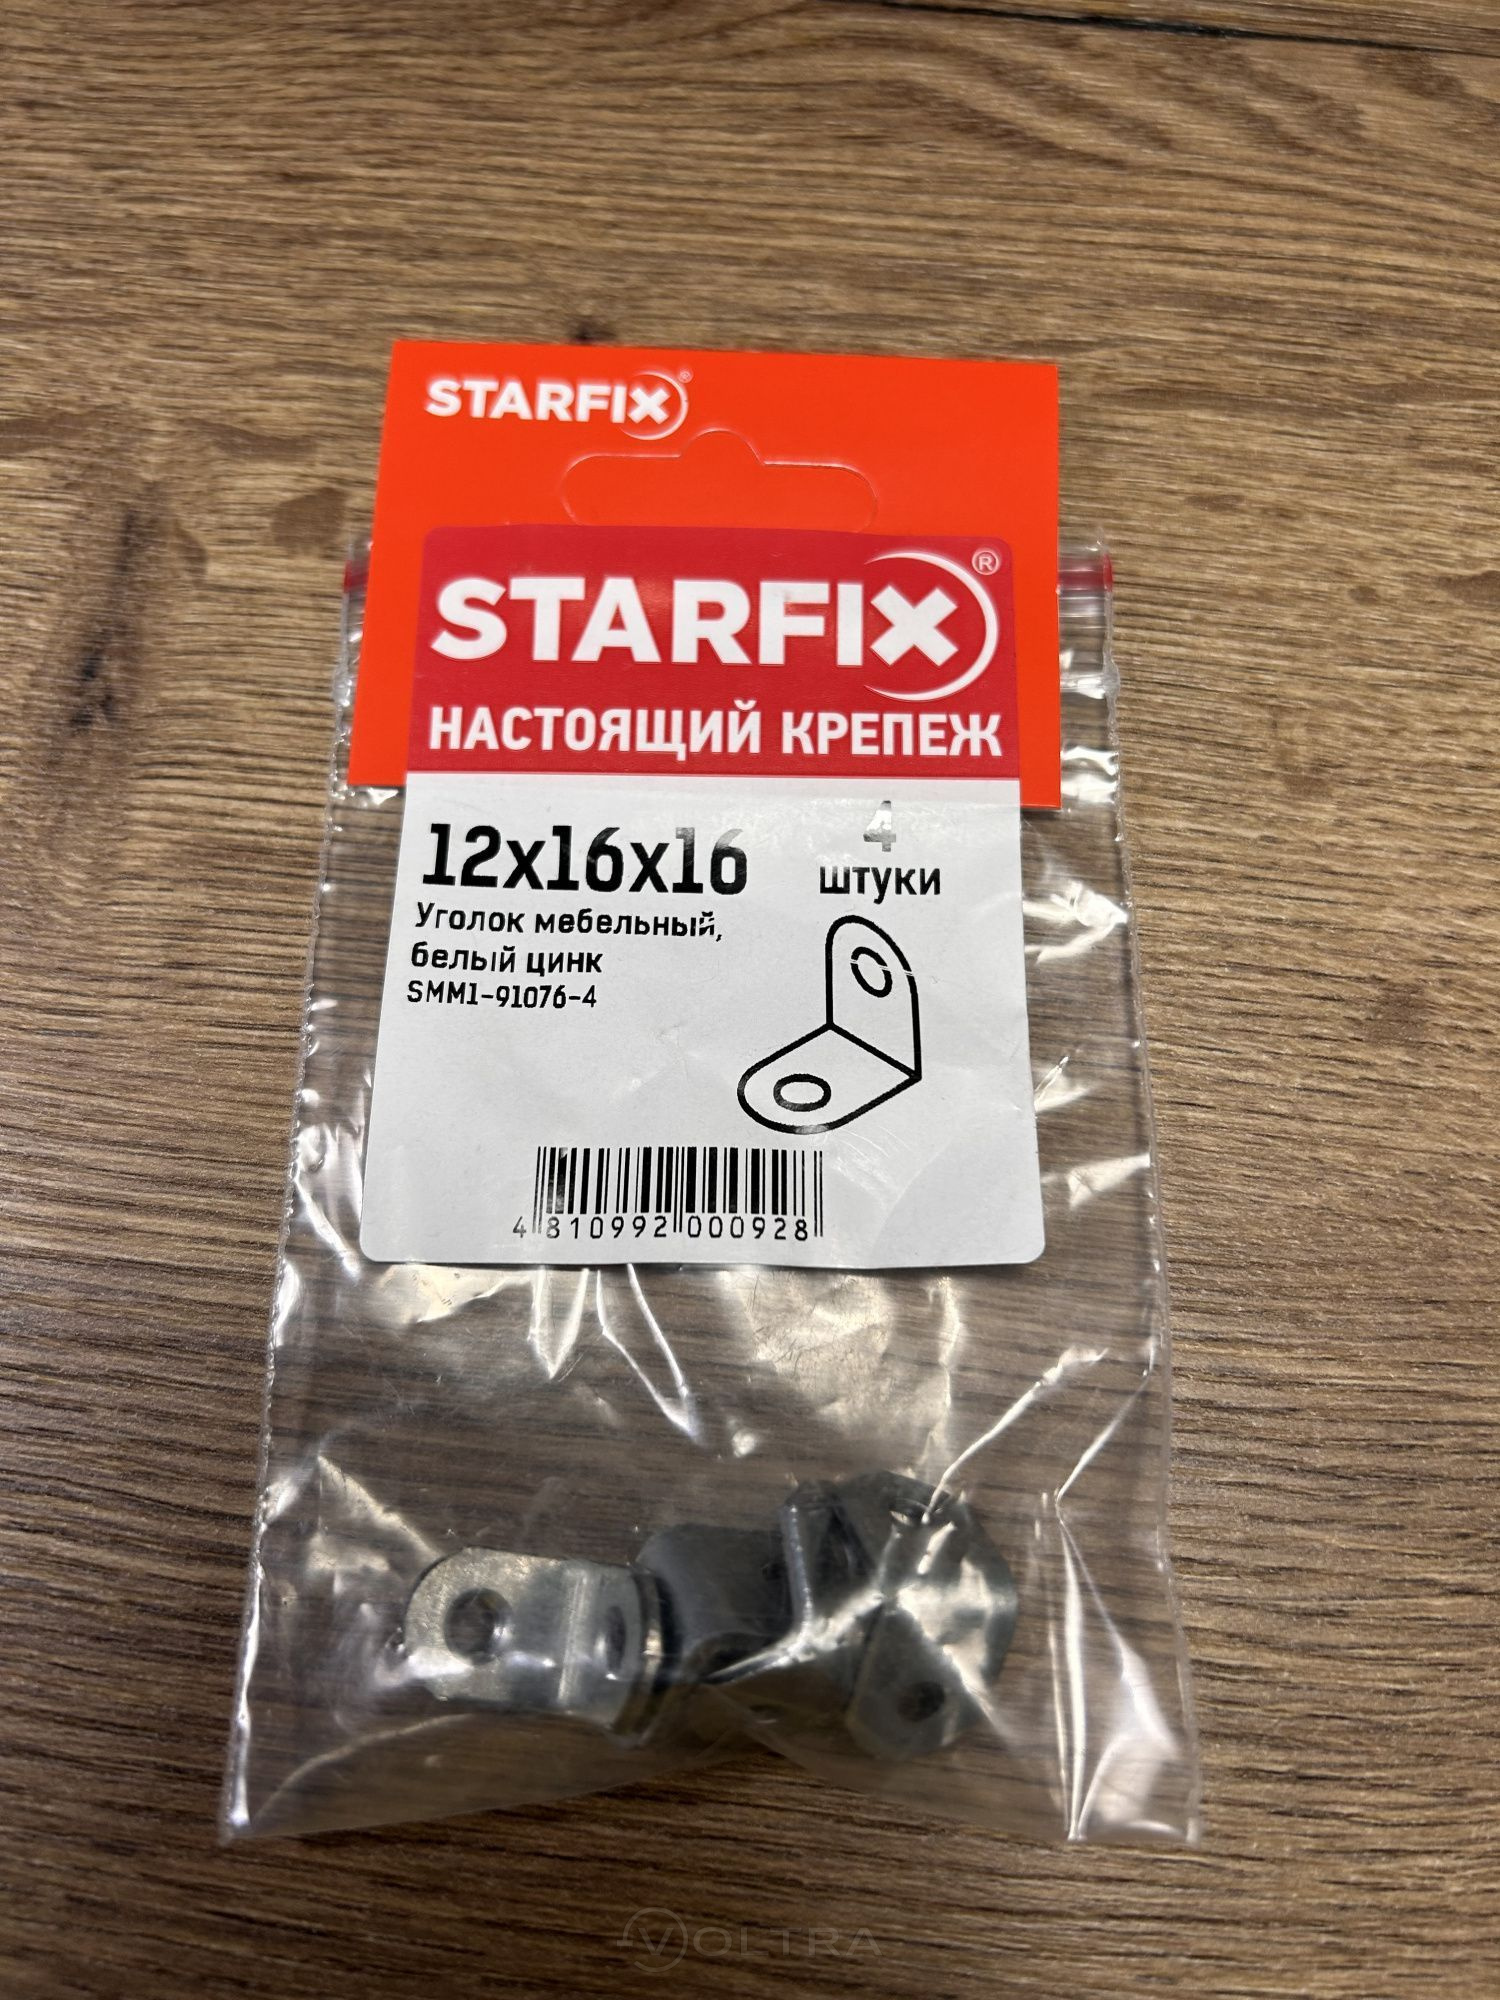 STARFIX®
STARFIX®
НАСТОЯЩИЙ КРЕПЕЖ
12x16x16
4
штуки
Уголок мебельный,
белый цинк
SMM1-91076-4
4 810992 000928
VOLTRA